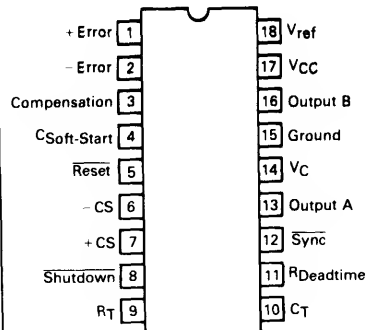 + Error 1 18 Vref
− Error 2 17 VCC
Compensation 3 16 Output B
CSoft-Start 4 15 Ground
Reset 5 14 VC
− CS 6 13 Output A
+ CS 7 12 Sync
Shutdown 8 11 RDeadtime
RT 9 10 CT